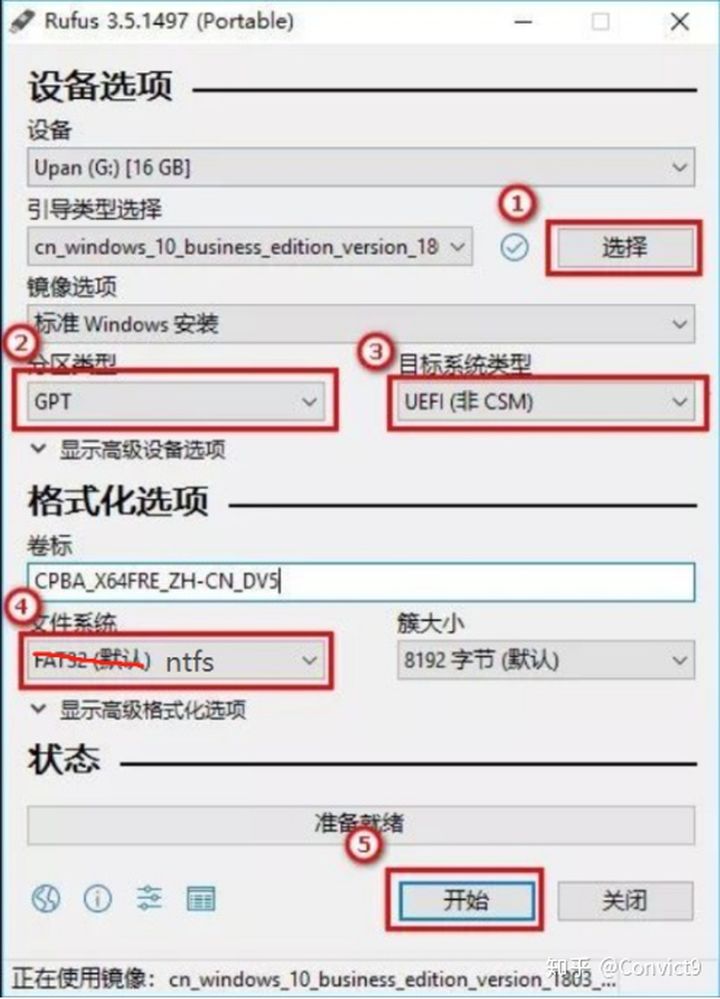 Rufus 3.5.1497 (Portable)
设备选项
设备
Upan (G:) [16 GB]
引导类型选择
①
cn_windows_10_business_edition_version_18
选择
镜像选项
标准 Windows 安装
②
分区类型
③
目标系统类型
GPT
UEFI (非 CSM)
显示高级设备选项
格式化选项
卷标
CPBA_X64FRE_ZH-CN_DV5
④
文件系统
簇大小
FAT32 (默认) ntfs
8192 字节 (默认)
显示高级格式化选项
状态
准备就绪
⑤
开始
关闭
知乎 @Convict9
正在使用镜像: cn_windows_10_business_edition_version_1803_...